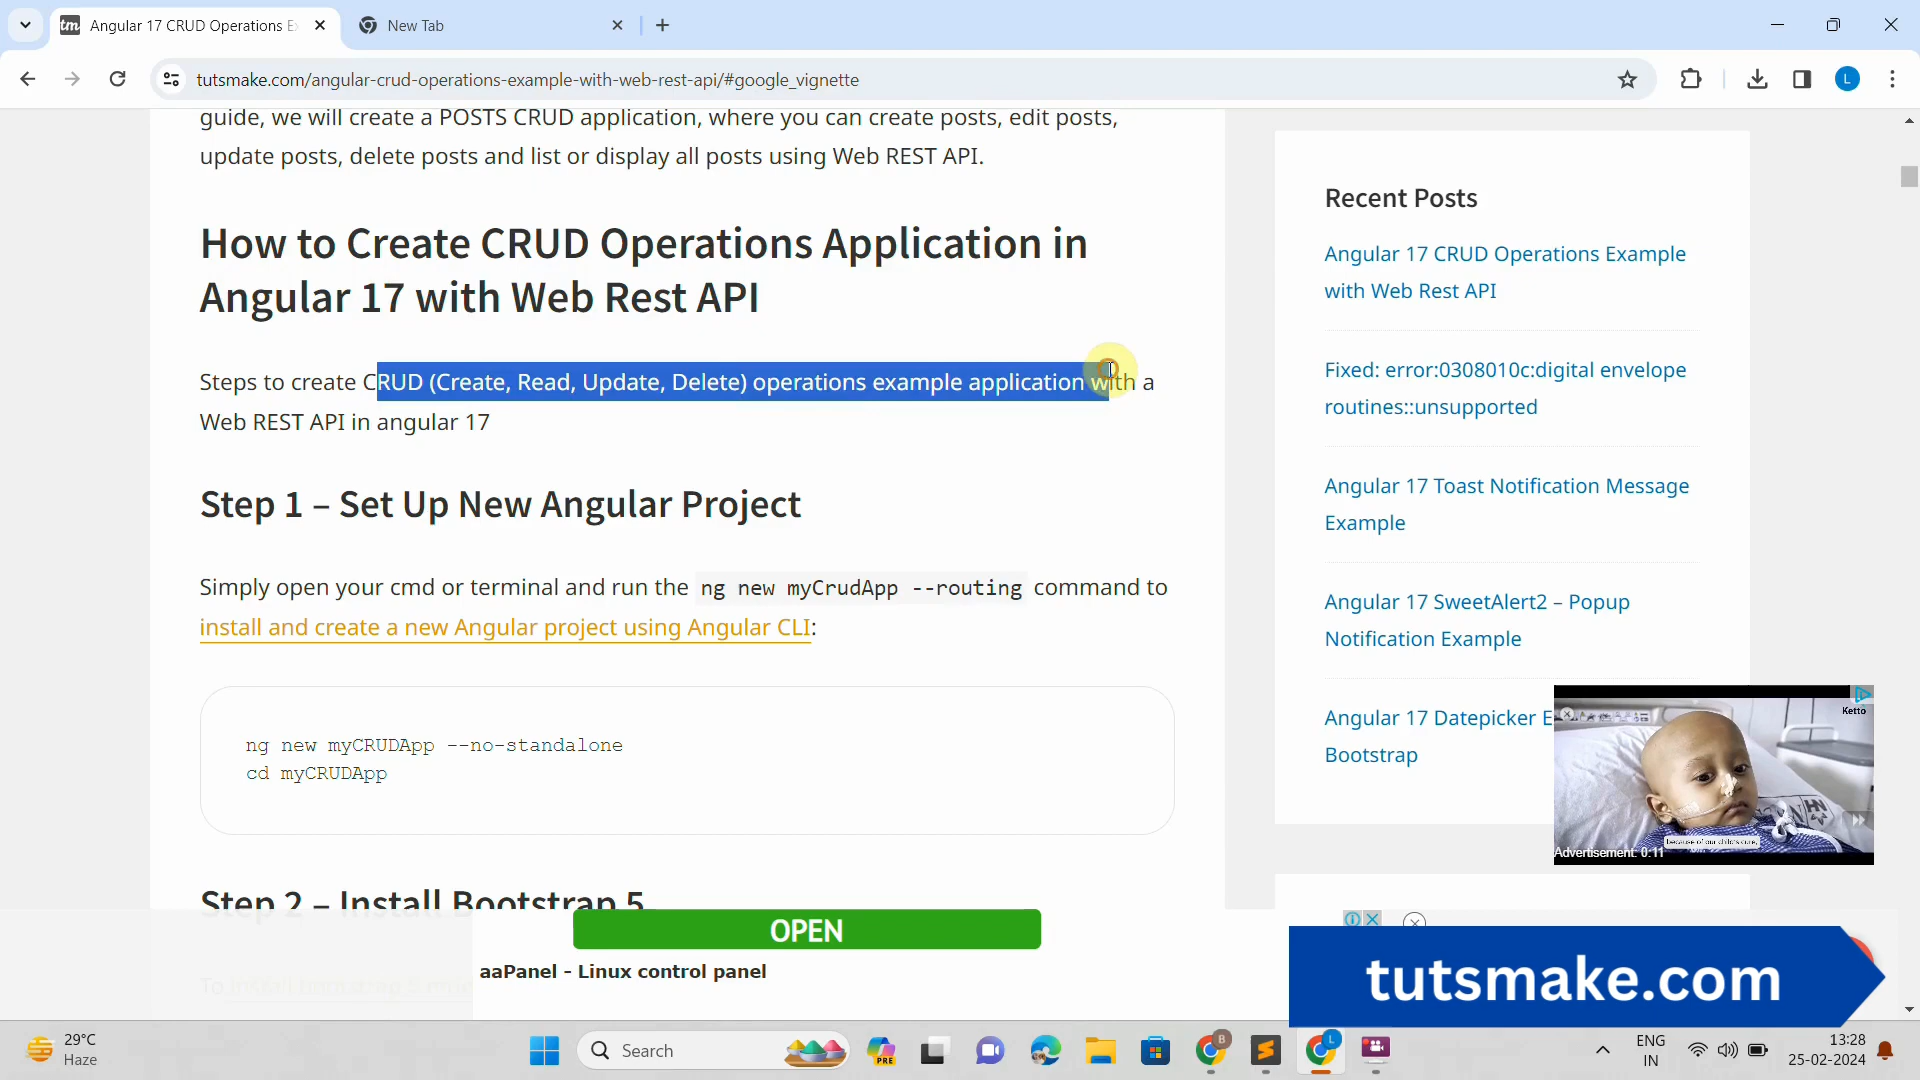 Angular 17 CRUD Operations Ex
New Tab
tutsmake.com/angular-crud-operations-example-with-web-rest-api/#google_vignette
L
guide, we will create a POSTS CRUD application, where you can create posts, edit posts,
update posts, delete posts and list or display all posts using Web REST API.
How to Create CRUD Operations Application in
Angular 17 with Web Rest API
Steps to create CRUD (Create, Read, Update, Delete) operations example application with a
Web REST API in angular 17
Step 1 – Set Up New Angular Project
Simply open your cmd or terminal and run the ng new myCrudApp --routing command to
install and create a new Angular project using Angular CLI:
ng new myCRUDApp --no-standalone
cd myCRUDApp
Step 2 – Install Bootstrap 5
Recent Posts
Angular 17 CRUD Operations Example
with Web Rest API
Fixed: error:0308010c:digital envelope
routines::unsupported
Angular 17 Toast Notification Message
Example
Angular 17 SweetAlert2 – Popup
Notification Example
Angular 17 Datepicker E
Bootstrap
Ketto
because of our child's cure,
Advertisement: 0:11
OPEN
aaPanel - Linux control panel
tutsmake.com
29°C
Haze
Search
PRE
B
L
ENG
IN
13:28
25-02-2024